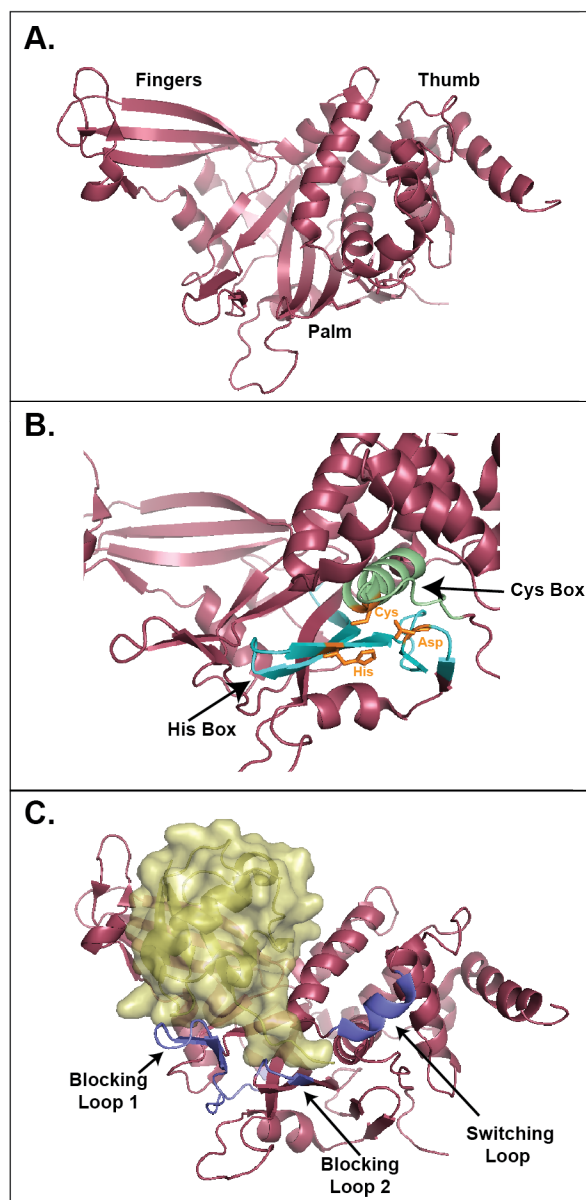 A.
Fingers
Thumb
Palm
B.
Cys Box
Cys
Asp
His
His Box
C.
Blocking
Loop 1
Switching
Loop
Blocking
Loop 2